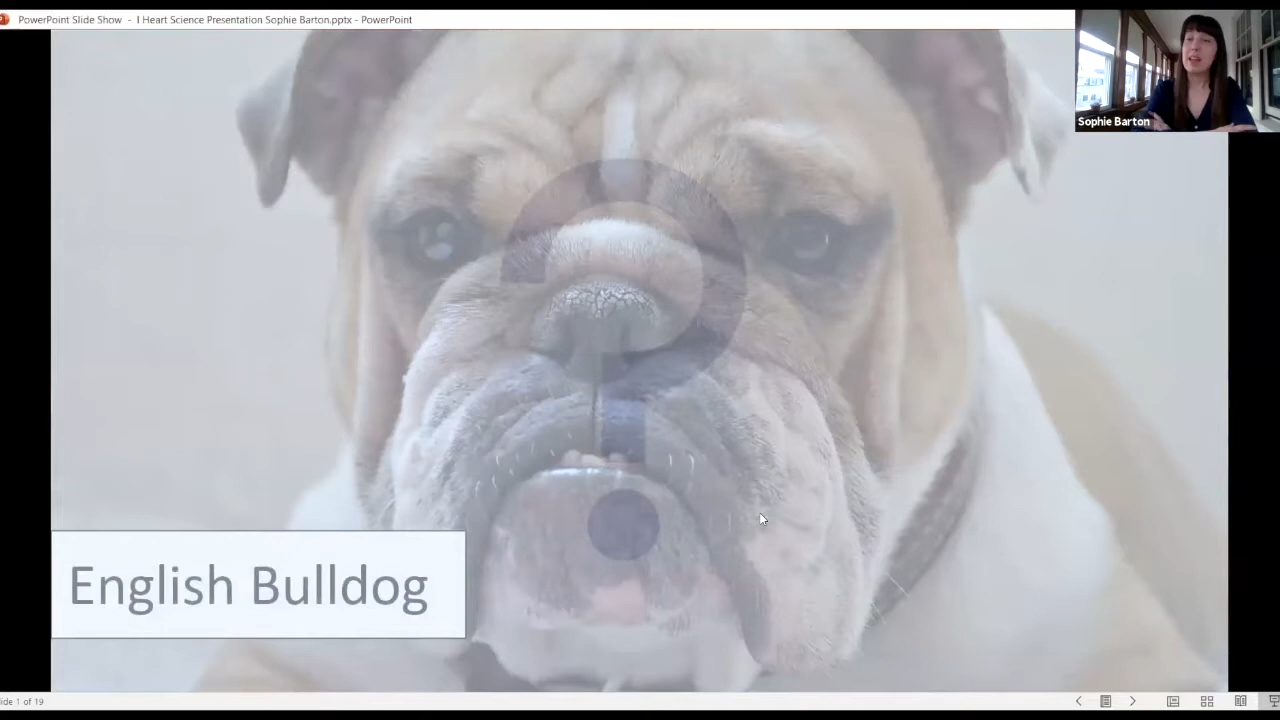 PowerPoint Slide Show - I Heart Science Presentation Sophie Barton.pptx - PowerPoint
Sophie Barton
?
English Bulldog
lide 1 of 19